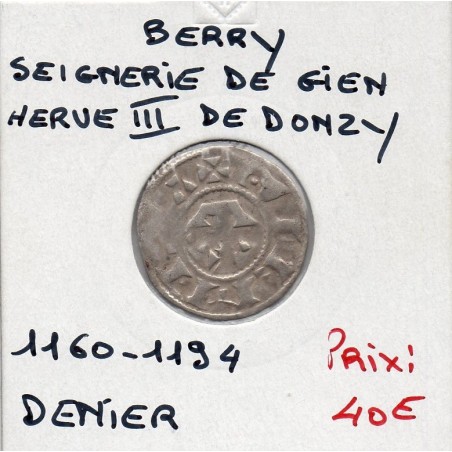 BERRY
SEIGNERIE DE GIEN
HERVE III DE DONZY
1160-1194
Prix:
DENIER
40E